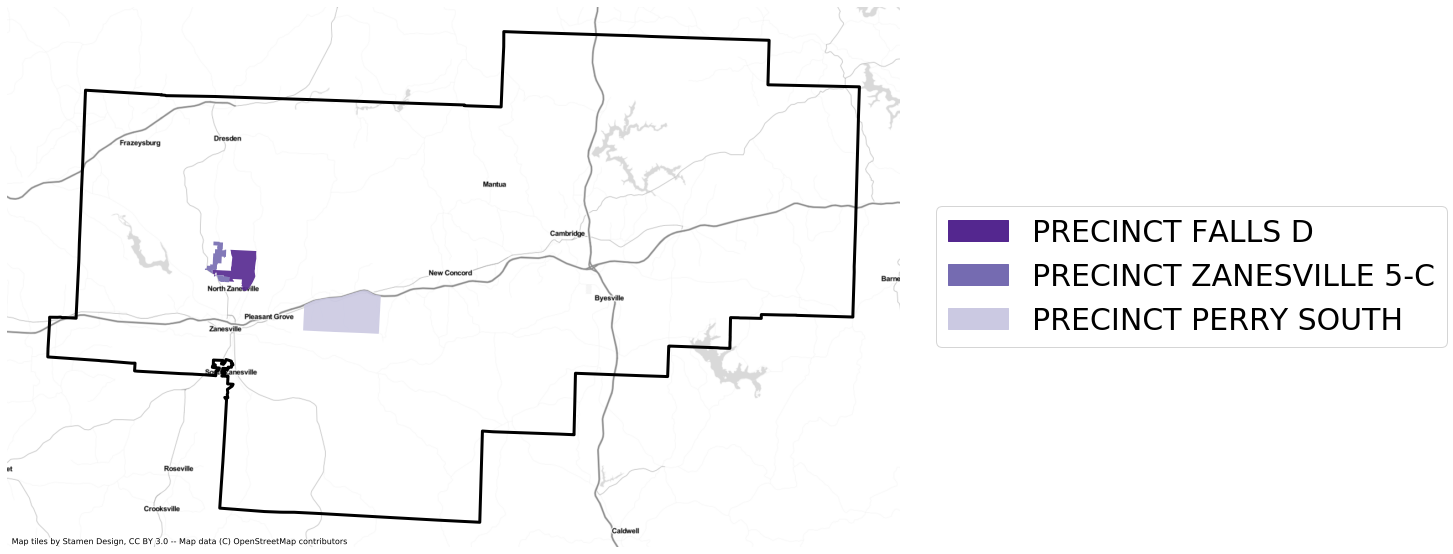 Frazeysburg
Dresden
Mantua
Cambridge
New Concord
Barne
North Zanesville
Byesville
Pleasant Grove
Zanesville
South Zanesville
Roseville
et
Crooksville
Caldwell
Map tiles by Stamen Design, CC BY 3.0 -- Map data (C) OpenStreetMap contributors
PRECINCT FALLS D
PRECINCT ZANESVILLE 5-C
PRECINCT PERRY SOUTH